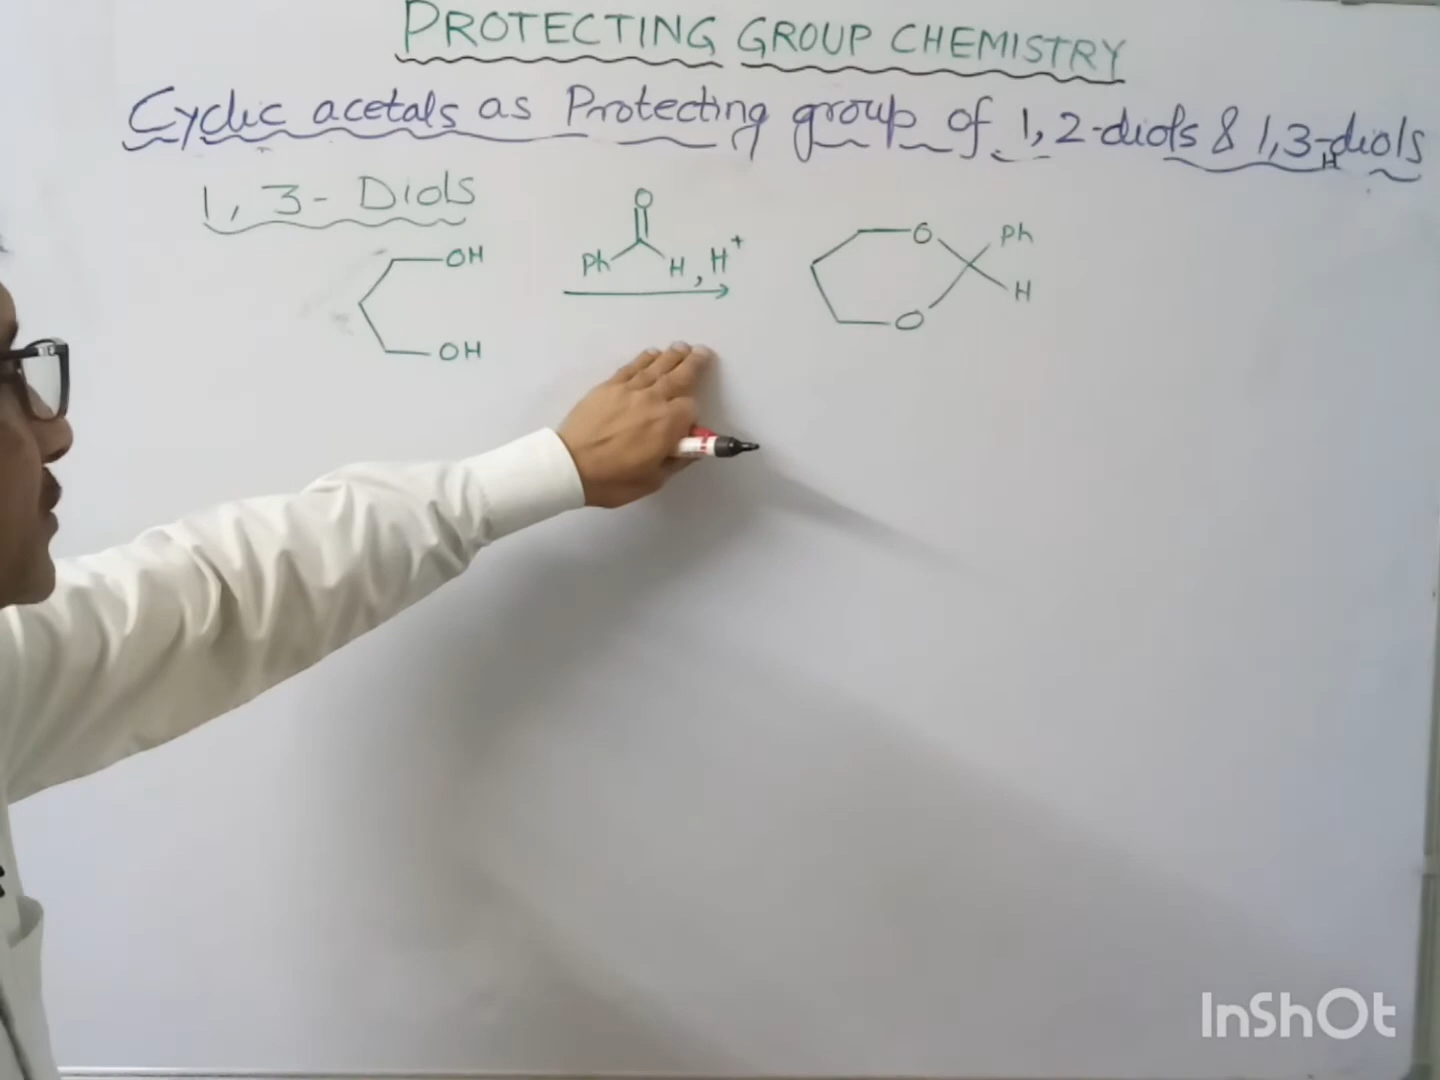 PROTECTING GROUP CHEMISTRY
Cyclic acetals as Protecting group of 1,2-diols & 1,3-diols
H
1,3- Diols
OH
OH
O
Ph
H, H+
O
O
Ph
H
InShOt